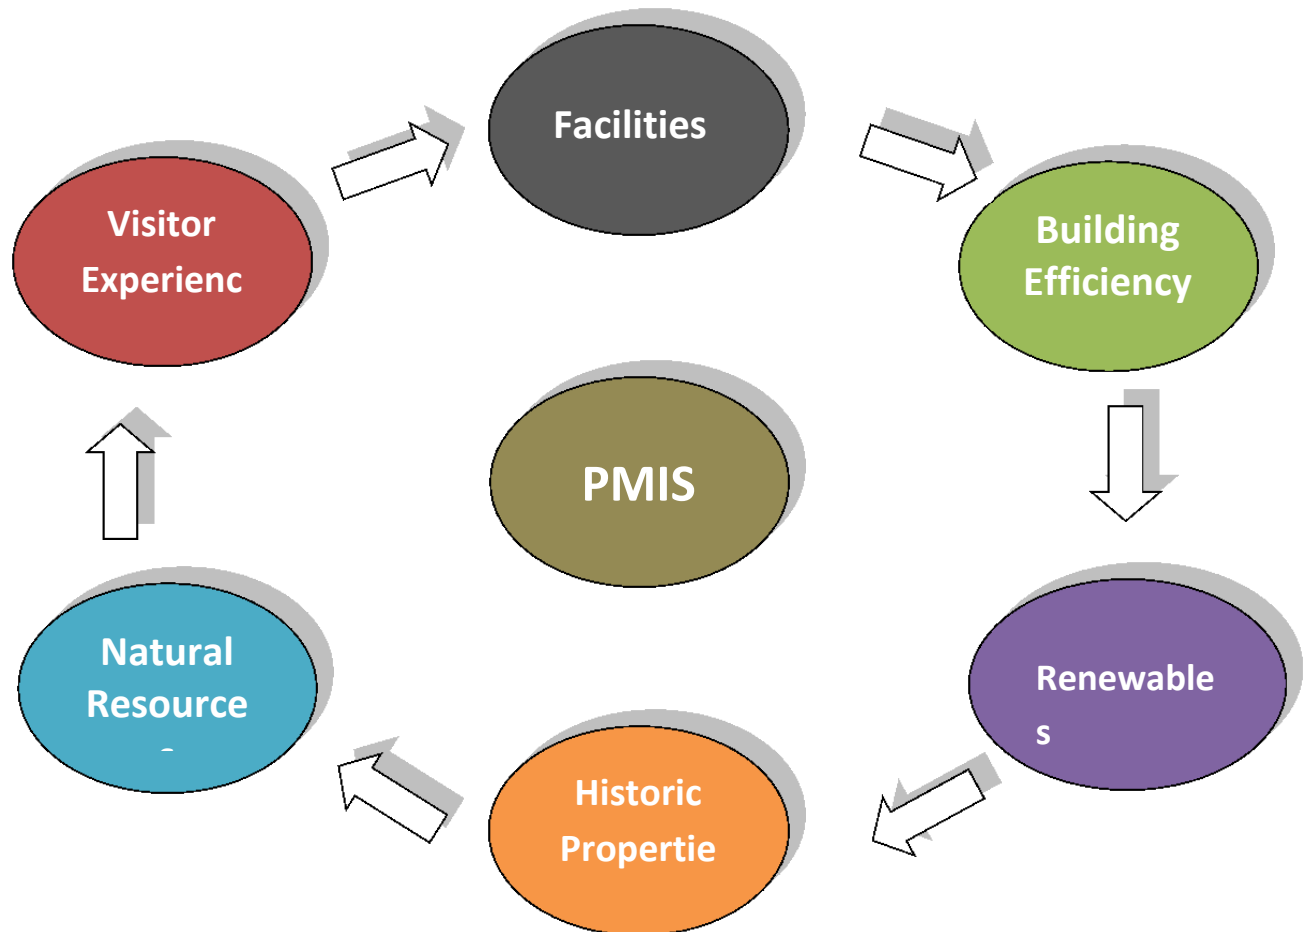 Facilities
Building
Efficiency
Renewable
s
Historic
Propertie
Natural
Resource
Visitor
Experienc
PMIS